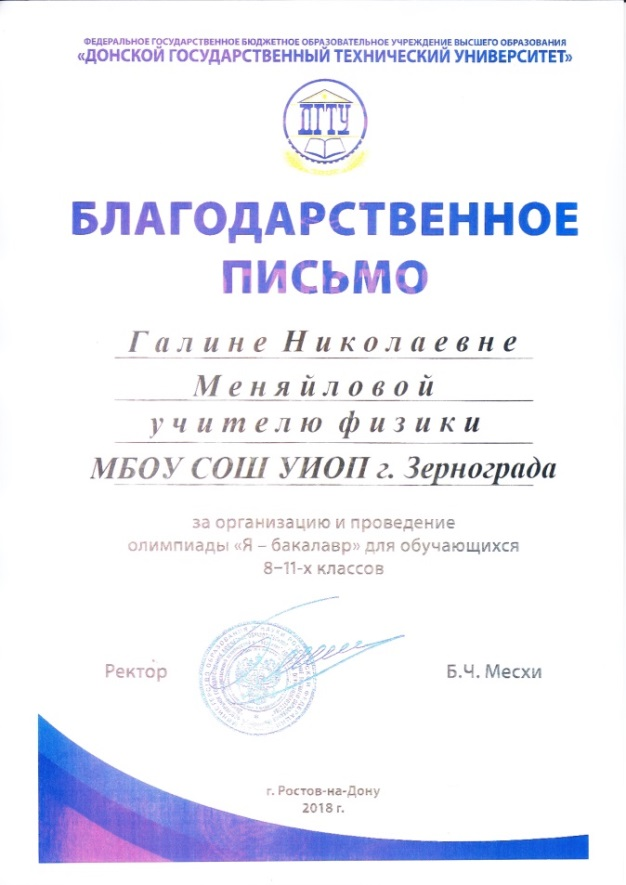 ФЕДЕРАЛЬНОЕ ГОСУДАРСТВЕННОЕ БЮДЖЕТНОЕ ОБРАЗОВАТЕЛЬНОЕ УЧРЕЖДЕНИЕ ВЫСШЕГО ОБРАЗОВАНИЯ
«ДОНСКОЙ ГОСУДАРСТВЕННЫЙ ТЕХНИЧЕСКИЙ УНИВЕРСИТЕТ»
ДГТУ
БЛАГОДАРСТВЕННОЕ
ПИСЬМО
Галине Николаевне
Меняйловой
учителю физики
МБОУ СОШ УИОП г. Зернограда
за организацию и проведение
олимпиады «Я – бакалавр» для обучающихся
8–11-х классов
Ректор
Б.Ч. Месхи
г. Ростов-на-Дону
2018 г.